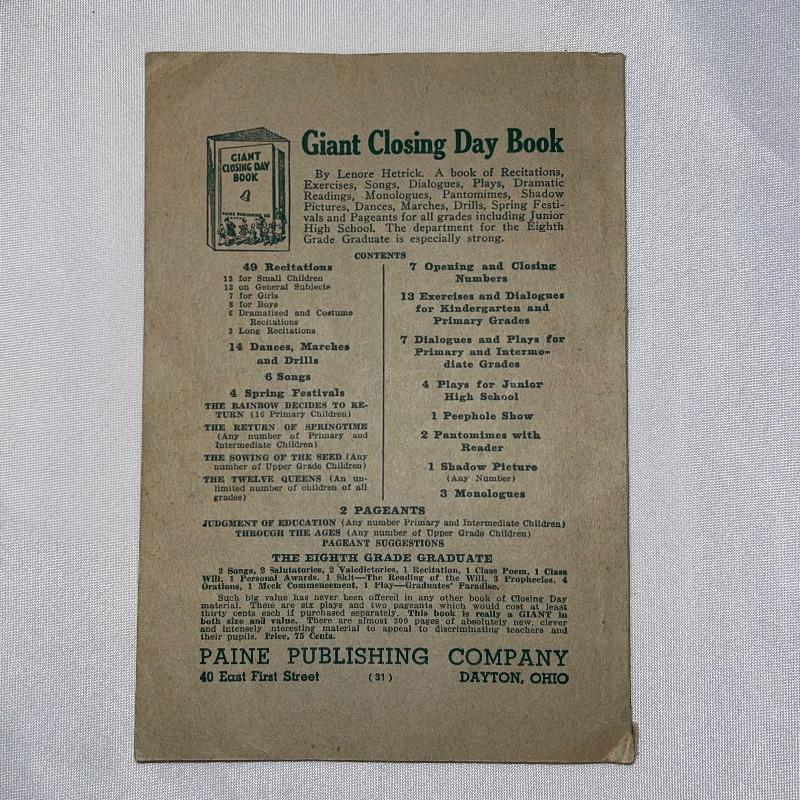 GIANT
CLOSING DAY
BOOK
PAINE PUBLISHING CO.
Giant Closing Day Book
By Lenore Hetrick. A book of Recitations,
Exercises, Songs, Dialogues, Plays, Dramatic
Readings, Monologues, Pantomimes, Shadow
Pictures, Dances, Marches, Drills, Spring Festi-
vals and Pageants for all grades including Junior
High School. The department for the Eighth
Grade Graduate is especially strong.
CONTENTS
49 Recitations
13 for Small Children
12 on General Subjects
7 for Girls
8 for Boys
6 Dramatized and Costume
Recitations
2 Long Recitations
14 Dances, Marches
and Drills
6 Songs
4 Spring Festivals
THE RAINBOW DECIDES TO RE-
TURN (16 Primary Children)
THE RETURN OF SPRINGTIME
(Any number of Primary and
Intermediate Children)
THE SOWING OF THE SEED (Any
number of Upper Grade Children)
THE TWELVE QUEENS (An un-
limited number of children of all
grades)
7 Opening and Closing
Numbers
13 Exercises and Dialogues
for Kindergarten and
Primary Grades
7 Dialogues and Plays for
Primary and Interme-
diate Grades
4 Plays for Junior
High School
1 Peephole Show
2 Pantomimes with
Reader
1 Shadow Picture
(Any Number)
3 Monologues
2 PAGEANTS
JUDGMENT OF EDUCATION (Any number Primary and Intermediate Children)
THROUGH THE AGES (Any number of Upper Grade Children)
PAGEANT SUGGESTIONS
THE EIGHTH GRADE GRADUATE
2 Songs, 2 Salutatories, 2 Valedictories, 1 Recitation, 1 Class Poem, 1 Class
Will, 1 Personal Awards, 1 Skit—The Reading of the Will, 3 Prophecies, 4
Orations, 1 Mock Commencement, 1 Play—Graduates' Paradise.
Such big value has never been offered in any other book of Closing Day
material. There are six plays and two pageants which would cost at least
thirty cents each if purchased separately. This book is really a GIANT in
both size and value. There are almost 300 pages of absolutely new, clever
and intensely interesting material to appeal to discriminating teachers and
their pupils. Price, 75 Cents.
PAINE PUBLISHING COMPANY
40 East First Street (31) DAYTON, OHIO